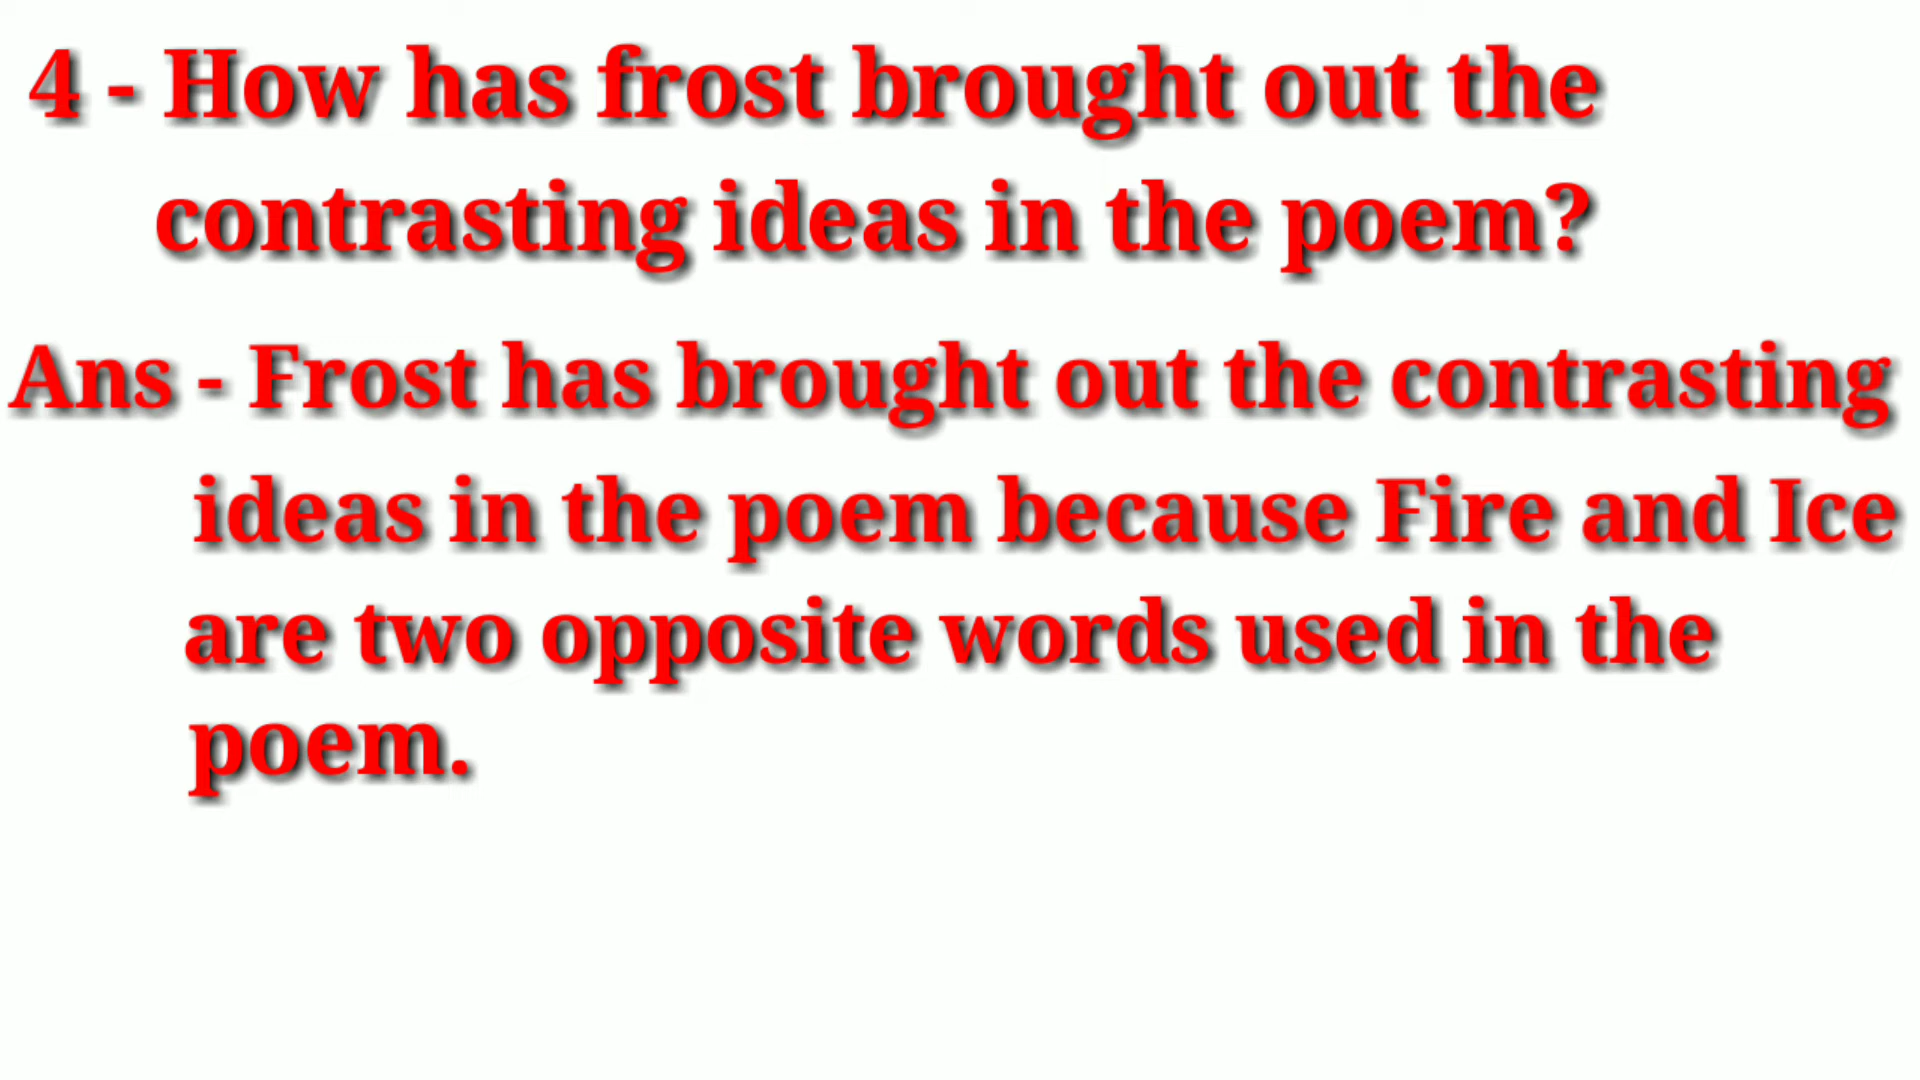 4 - How has frost brought out the
contrasting ideas in the poem?
Ans - Frost has brought out the contrasting
ideas in the poem because Fire and Ice
are two opposite words used in the
poem.